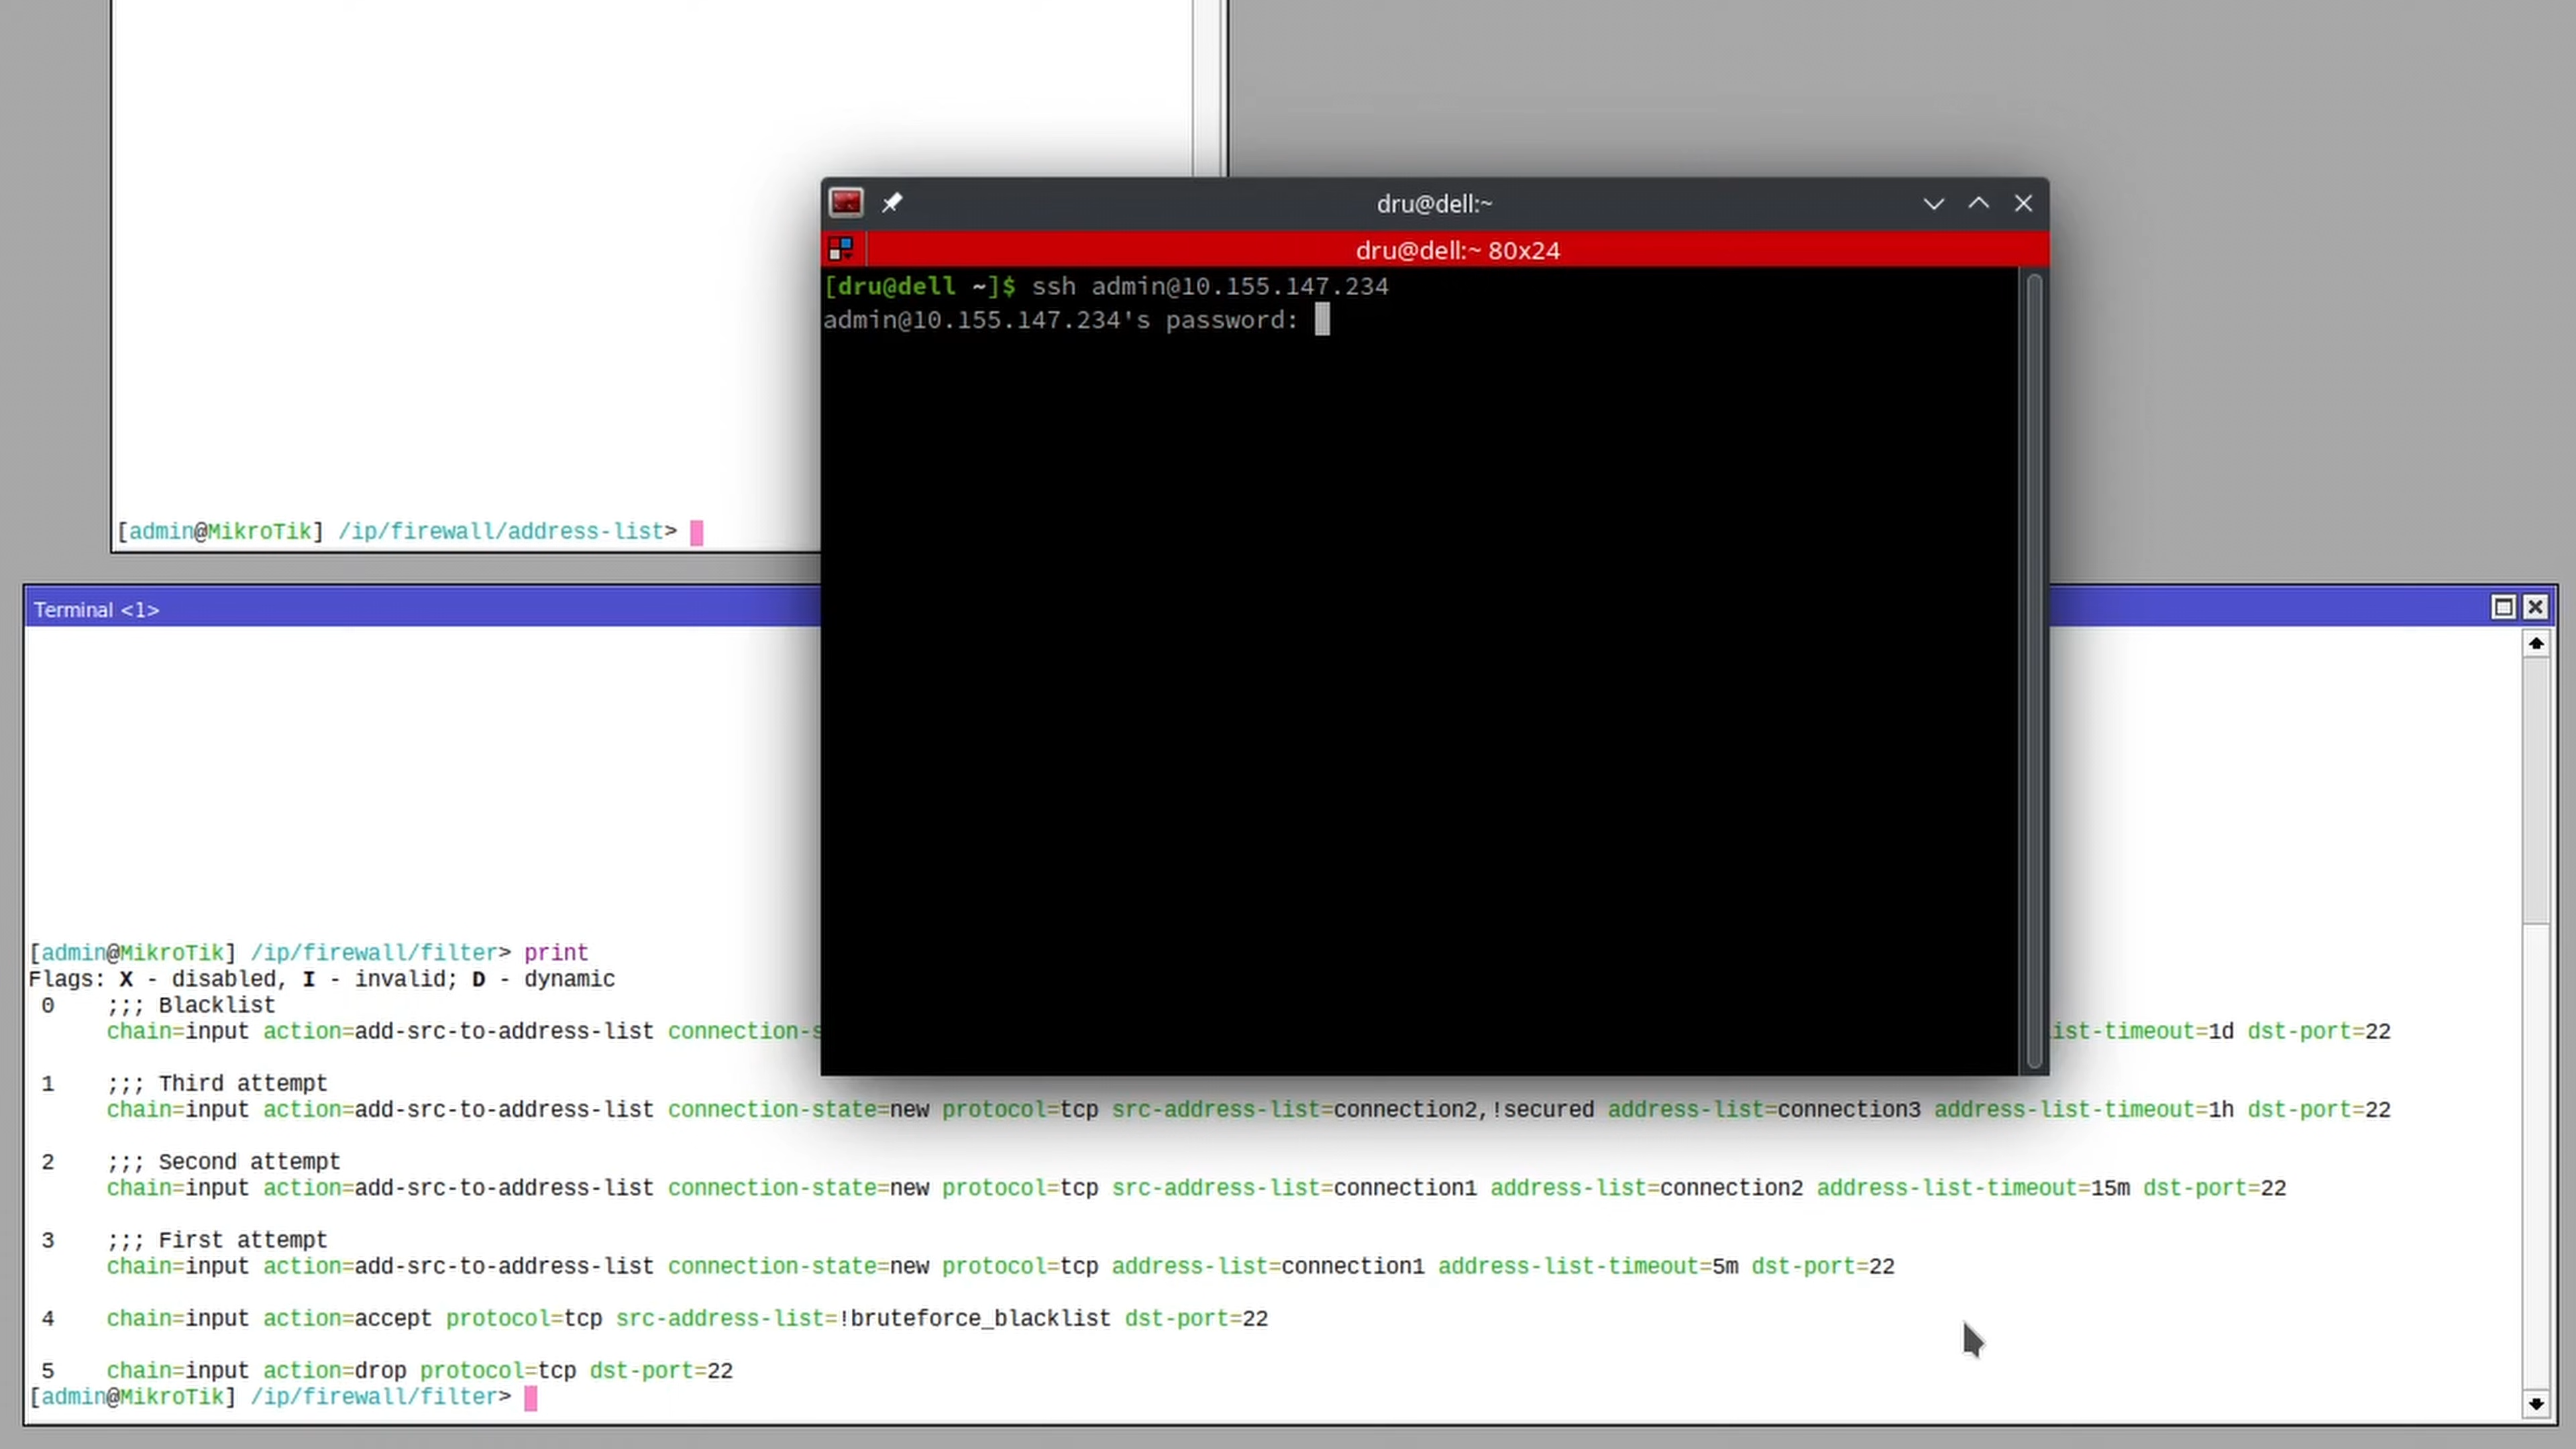 dru@dell:~
dru@dell:~ 80x24
[dru@dell ~]$ ssh admin@10.155.147.234
admin@10.155.147.234's password:
[admin@MikroTik] /ip/firewall/address-list>
Terminal <1>
[admin@MikroTik] /ip/firewall/filter> print
Flags: X - disabled, I - invalid; D - dynamic
0 ;;; Blacklist
chain=input action=add-src-to-address-list connection-s ist-timeout=1d dst-port=22
1 ;;; Third attempt
chain=input action=add-src-to-address-list connection-state=new protocol=tcp src-address-list=connection2,!secured address-list=connection3 address-list-timeout=1h dst-port=22
2 ;;; Second attempt
chain=input action=add-src-to-address-list connection-state=new protocol=tcp src-address-list=connection1 address-list=connection2 address-list-timeout=15m dst-port=22
3 ;;; First attempt
chain=input action=add-src-to-address-list connection-state=new protocol=tcp address-list=connection1 address-list-timeout=5m dst-port=22
4 chain=input action=accept protocol=tcp src-address-list=!bruteforce_blacklist dst-port=22
5 chain=input action=drop protocol=tcp dst-port=22
[admin@MikroTik] /ip/firewall/filter>